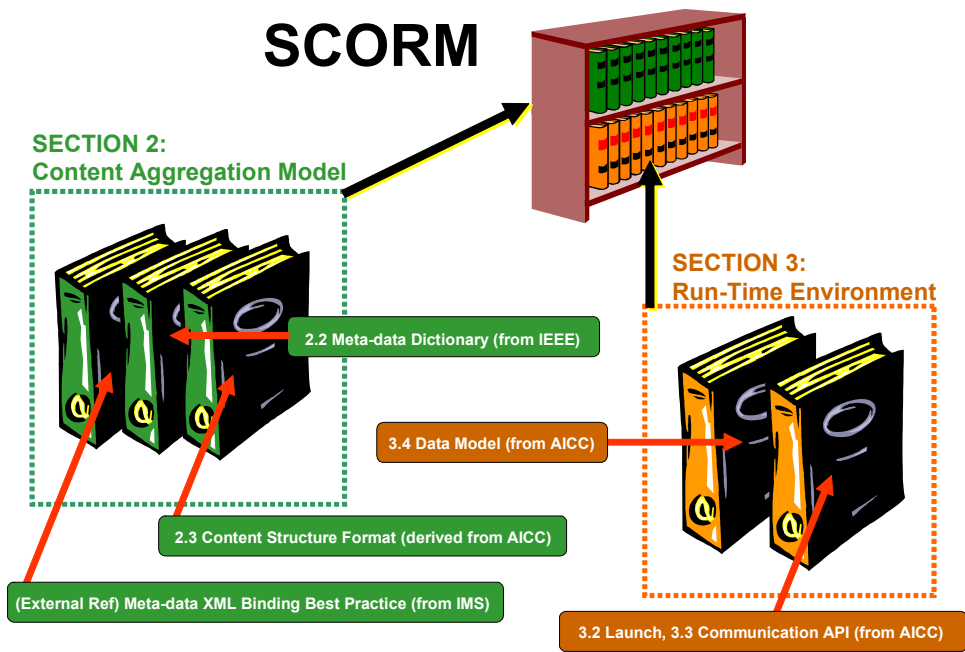 SCORM
SECTION 2:
Content Aggregation Model
SECTION 3:
Run-Time Environment
2.2 Meta-data Dictionary (from IEEE)
3.4 Data Model (from AICC)
2.3 Content Structure Format (derived from AICC)
(External Ref) Meta-data XML Binding Best Practice (from IMS)
3.2 Launch, 3.3 Communication API (from AICC)